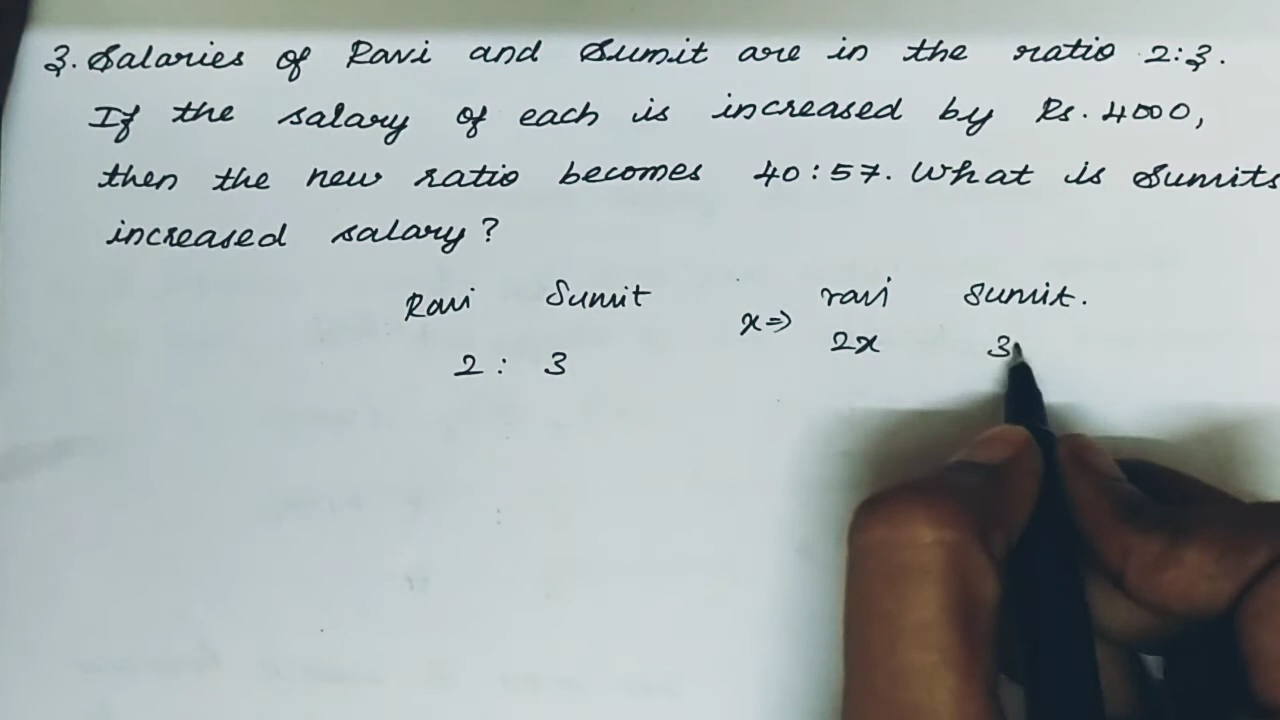 3. Salaries of Ravi and Sumit are in the ratio 2:3.
If the salary of each is increased by Rs. 4000,
then the new ratio becomes 40:57. What is Sumits
increased salary?
Ravi Sumit
2 : 3
x⇒ ravi sumit.
2x 3